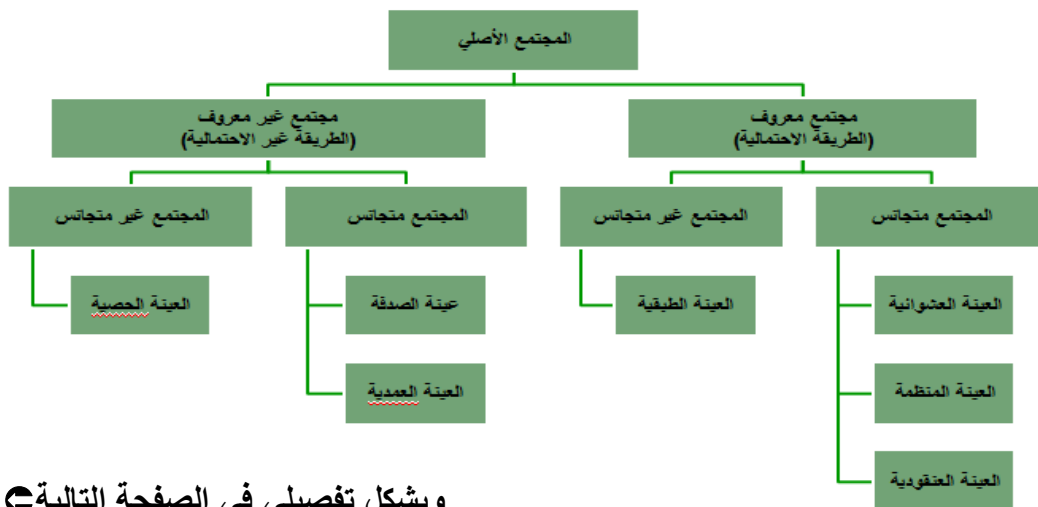 المجتمع الأصلي
مجتمع معروف
(الطريقة الاحتمالية)
مجتمع غير معروف
(الطريقة غير الاحتمالية)
المجتمع متجانس
المجتمع غير متجانس
المجتمع متجانس
المجتمع غير متجانس
العينة العشوائية
العينة الطبقية
عينة الصدفة
العينة الحصية
العينة المنظمة
العينة العمدية
العينة العنقودية
وبشكل تفصيلي في الصفحة التالية